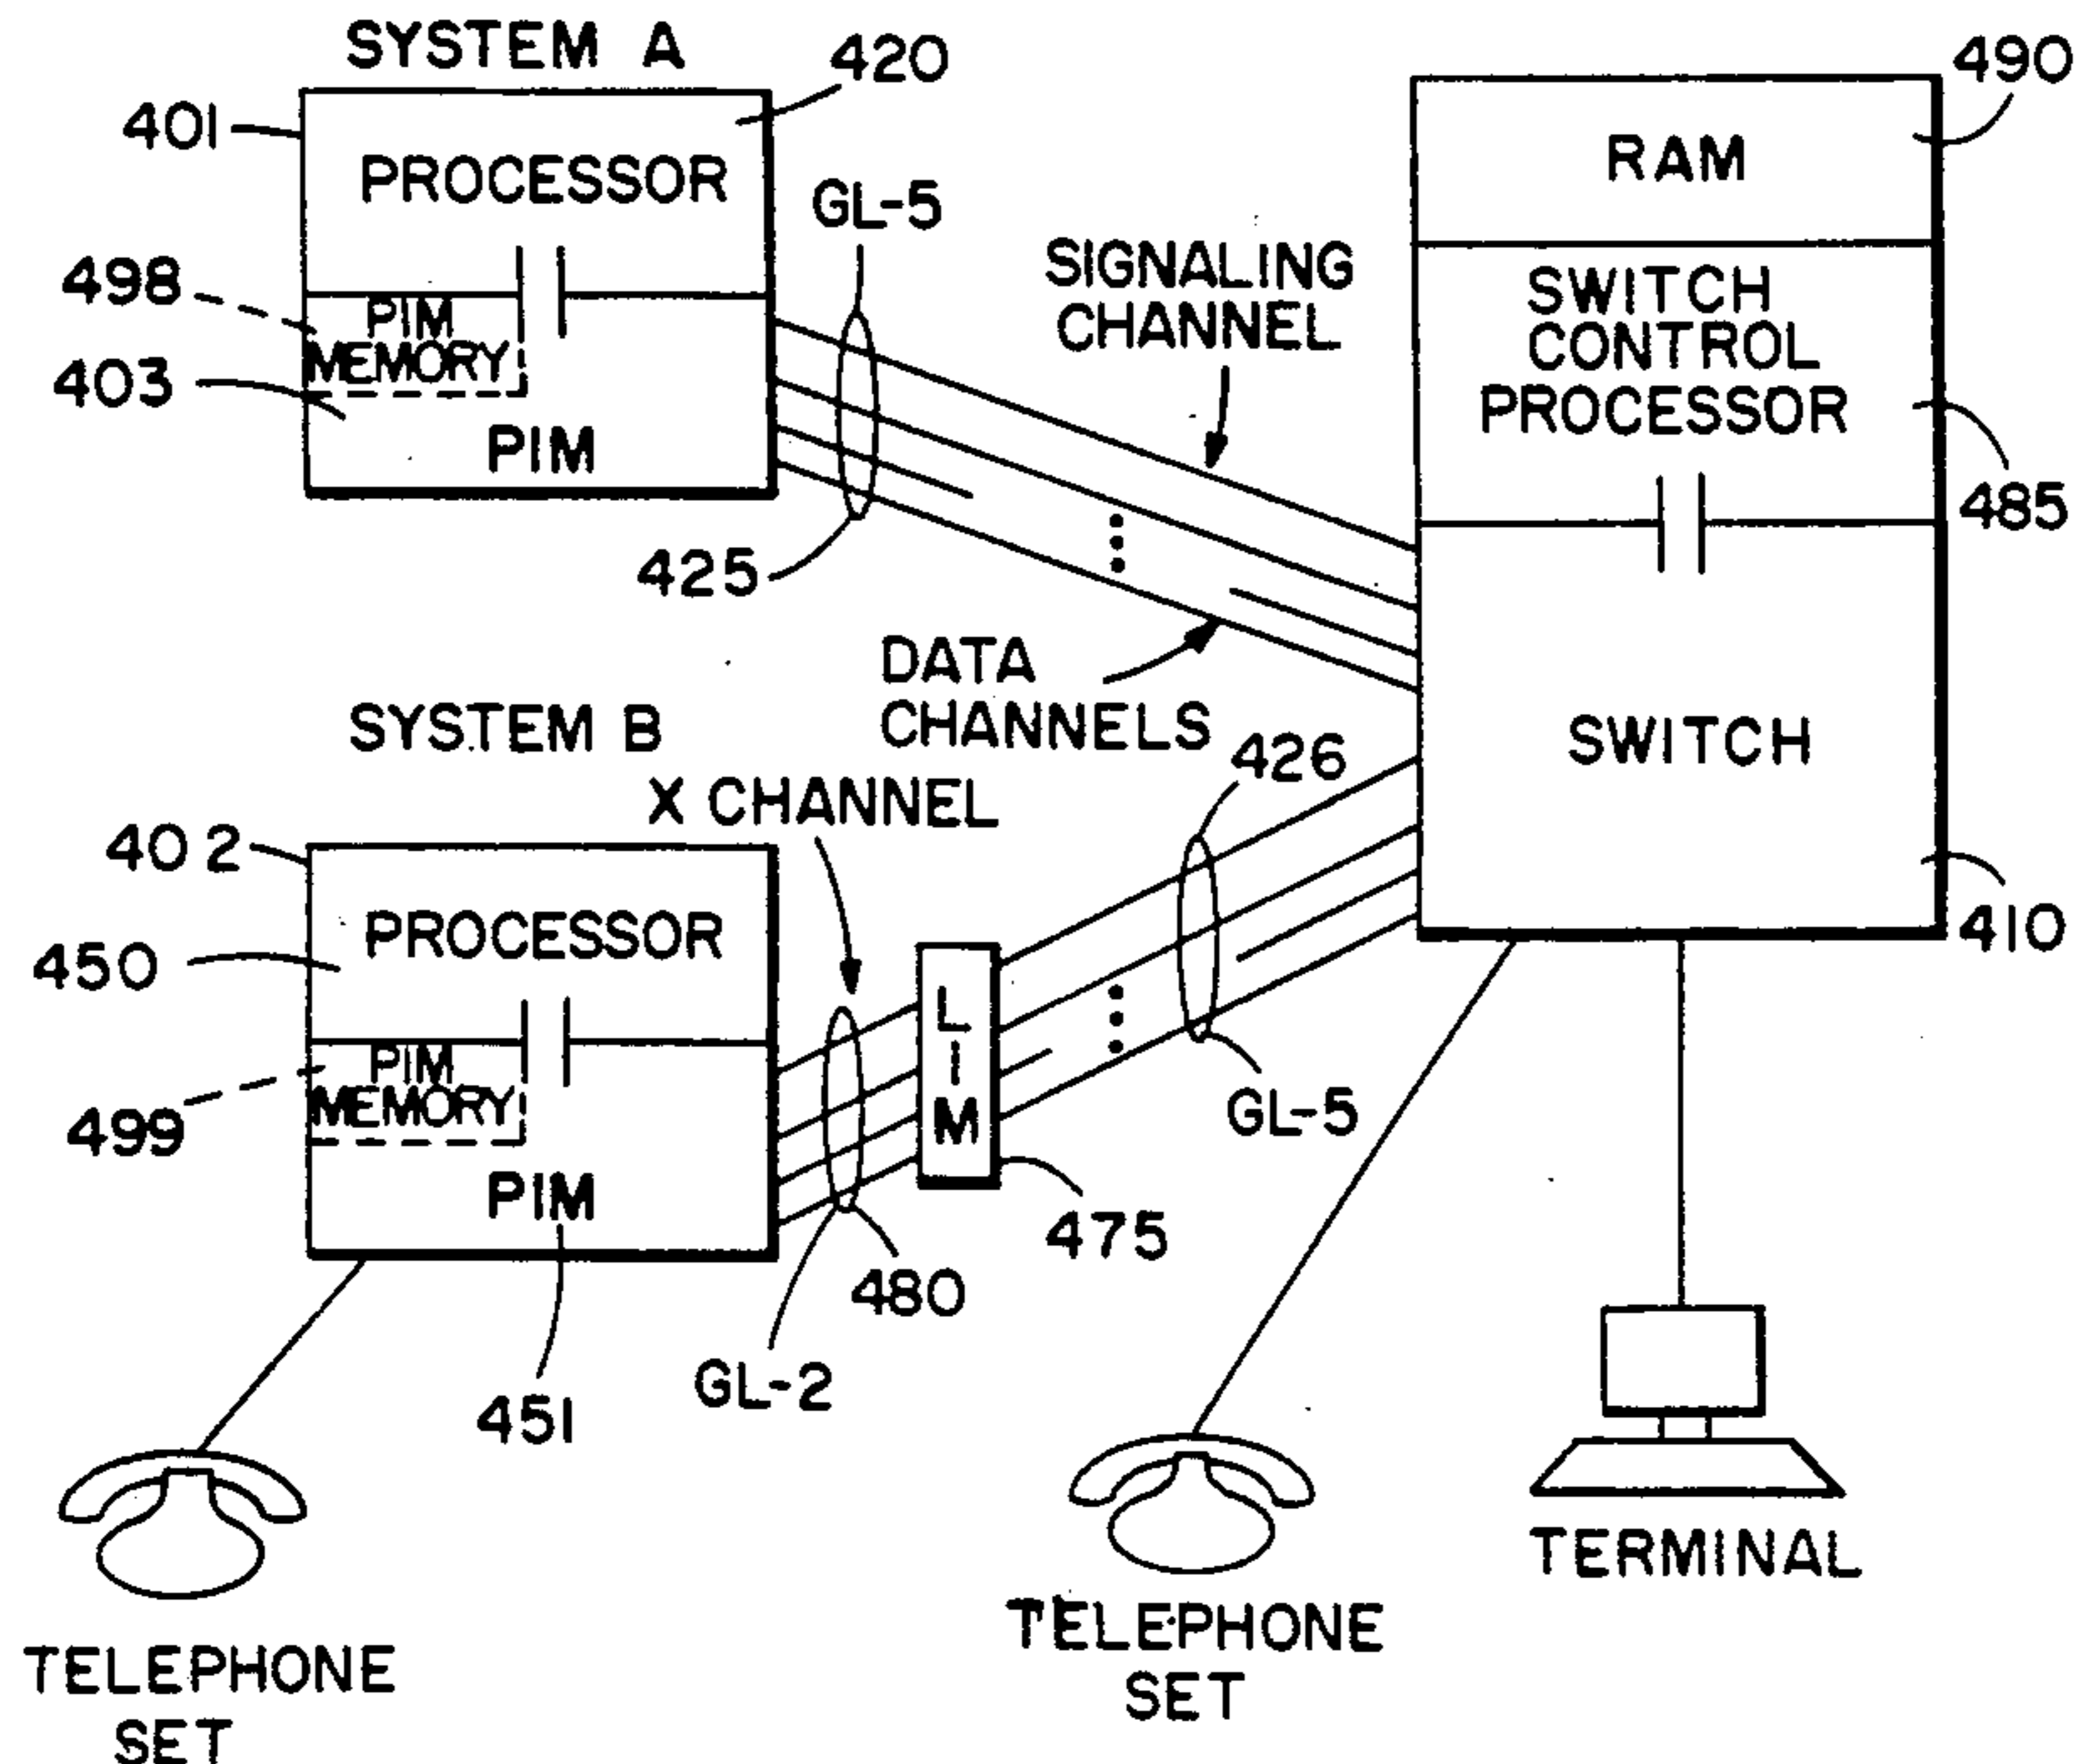 SYSTEM A
420
490
401
PROCESSOR
RAM
GL-5
498
PIM
MEMORY
SIGNALING
CHANNEL
SWITCH
CONTROL
PROCESSOR
403
PIM
485
425
DATA
CHANNELS
SYSTEM B
SWITCH
426
X CHANNEL
402
PROCESSOR
450
410
LIM
PIM
MEMORY
499
GL-5
PIM
475
480
GL-2
451
TERMINAL
TELEPHONE
SET
TELEPHONE
SET